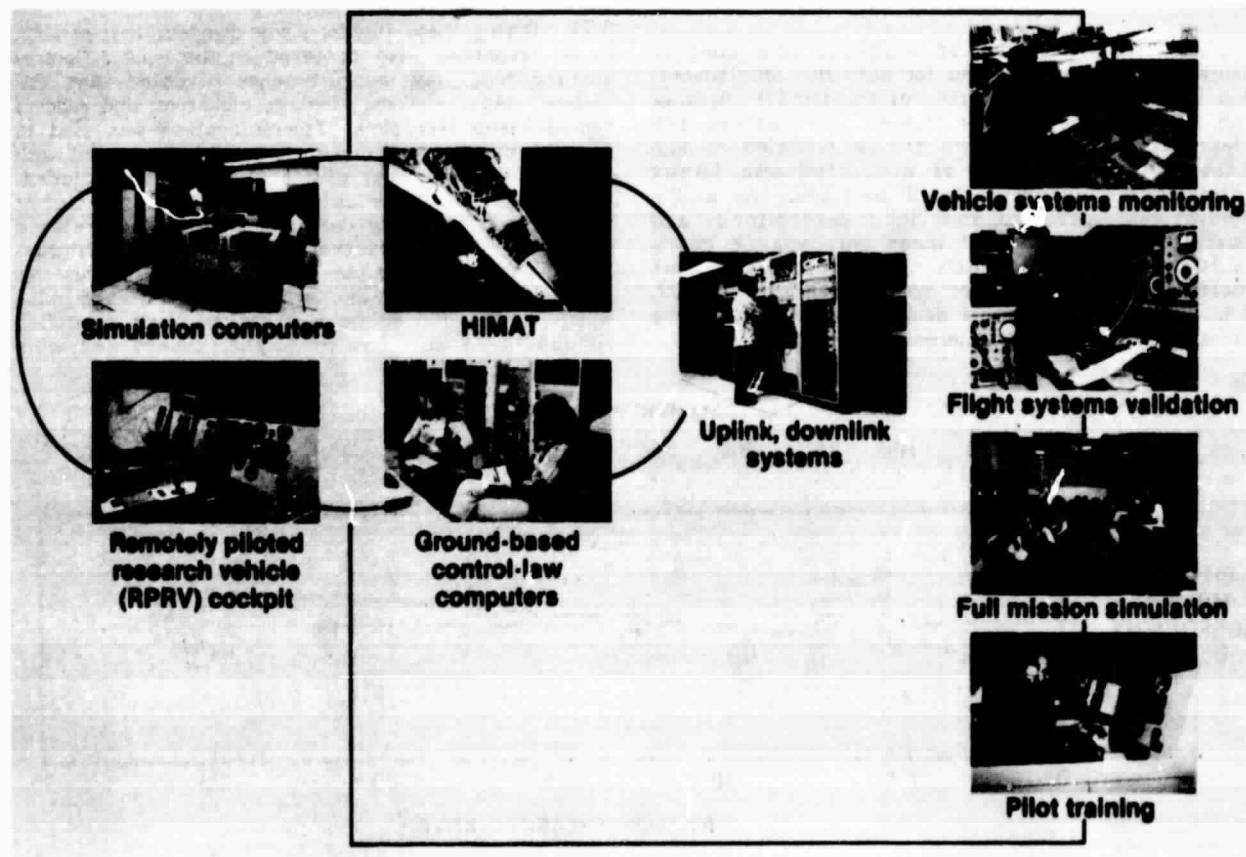 Simulation computers
HIMAT
Remotely piloted
research vehicle
(RPRV) cockpit
Ground-based
control-law
computers
Uplink, downlink
systems
Vehicle systems monitoring
Flight systems validation
Full mission simulation
Pilot training